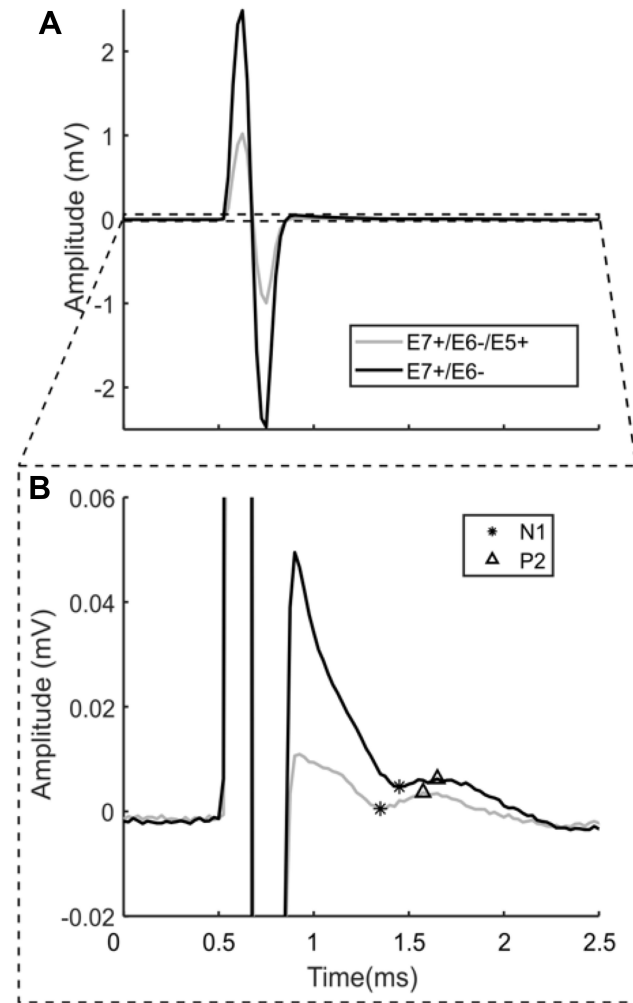 A
Amplitude (mV)
2
1
0
-1
-2
E7+/E6-/E5+
E7+/E6-
B
Amplitude (mV)
0.06
0.04
0.02
0
-0.02
N1
P2
0 0.5 1 1.5 2 2.5
Time(ms)